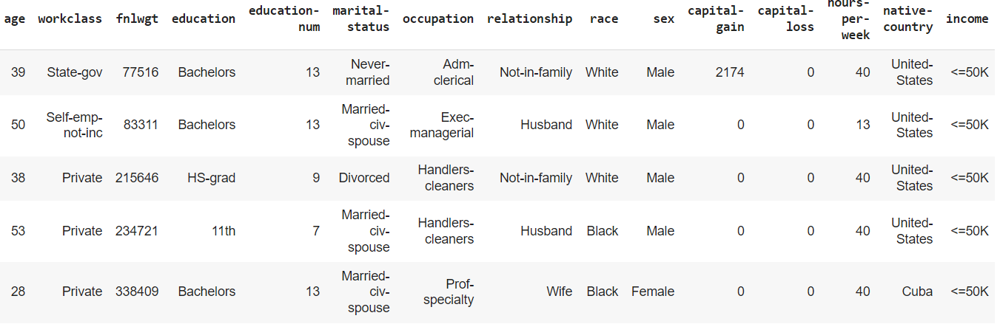 age workclass fnlwgt education education-num marital-status occupation relationship race sex capital-gain capital-loss hours-per-week native-country income
39 State-gov 77516 Bachelors 13 Never-married Adm-clerical Not-in-family White Male 2174 0 40 United-States <=50K
50 Self-emp-not-inc 83311 Bachelors 13 Married-civ-spouse Exec-managerial Husband White Male 0 0 13 United-States <=50K
38 Private 215646 HS-grad 9 Divorced Handlers-cleaners Not-in-family White Male 0 0 40 United-States <=50K
53 Private 234721 11th 7 Married-civ-spouse Handlers-cleaners Husband Black Male 0 0 40 United-States <=50K
28 Private 338409 Bachelors 13 Married-civ-spouse Prof-specialty Wife Black Female 0 0 40 Cuba <=50K